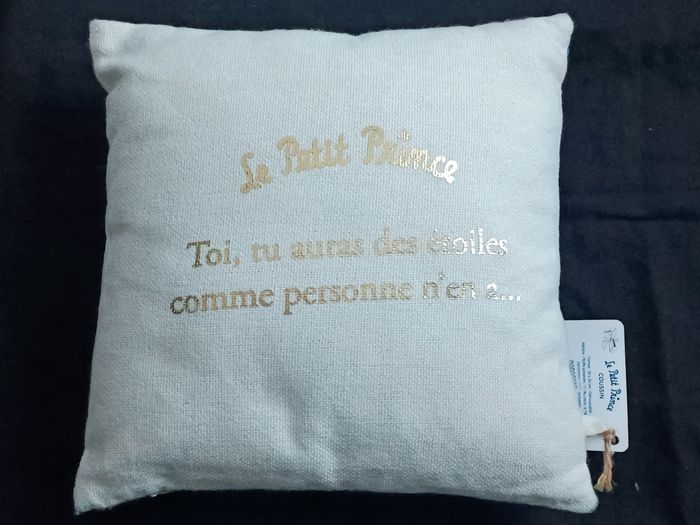 Le Petit Prince
Toi, tu auras des étoiles
comme personne n'en a...
Le Petit Prince
COUSSIN